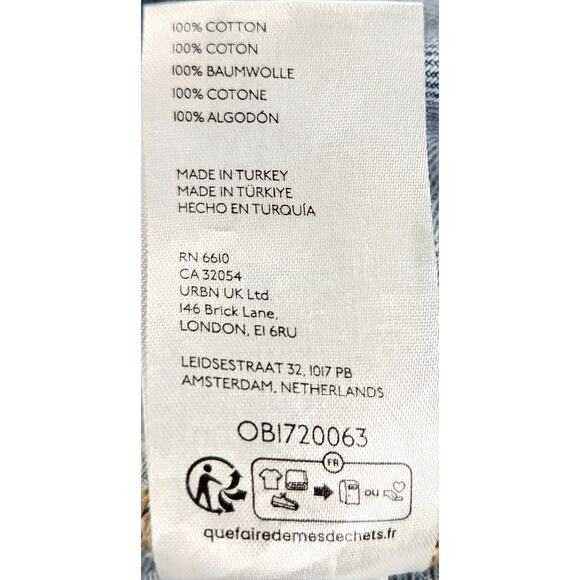 100% COTTON
100% COTON
100% BAUMWOLLE
100% COTONE
100% ALGODÓN
MADE IN TURKEY
MADE IN TÜRKIYE
HECHO EN TURQUÍA
RN 6610
CA 32054
URBN UK Ltd.
146 Brick Lane,
LONDON, E1 6RU
LEIDSESTRAAT 32, 1017 PB
AMSTERDAM, NETHERLANDS
OB1720063
FR
OU
quefairedemesdechets.fr